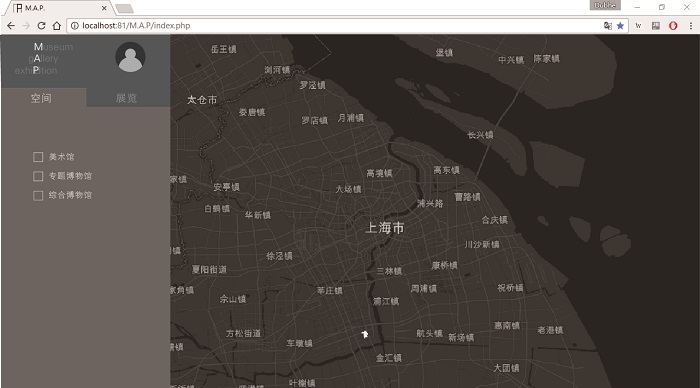 M.A.P.
Dubhe
localhost:81/M.A.P/index.php
Museum
gallery
exhibition
空间
展览
美术馆
专题博物馆
综合博物馆
岳王镇
堡镇
中兴镇
陈家镇
浏河镇
罗泾镇
太仓市
娄塘镇
罗店镇
月浦镇
长兴镇
家镇
安亭镇
大场镇
高境镇
高东镇
曹路镇
白鹤镇
华新镇
浦兴路
合庆镇
上海市
川沙新镇
徐泾镇
夏阳街道
三林镇
康桥镇
家角镇
佘山镇
莘庄镇
浦江镇
周浦镇
祝桥镇
方松街道
车墩镇
航头镇
新场镇
惠南镇
老港镇
金汇镇
大团镇
叶榭镇